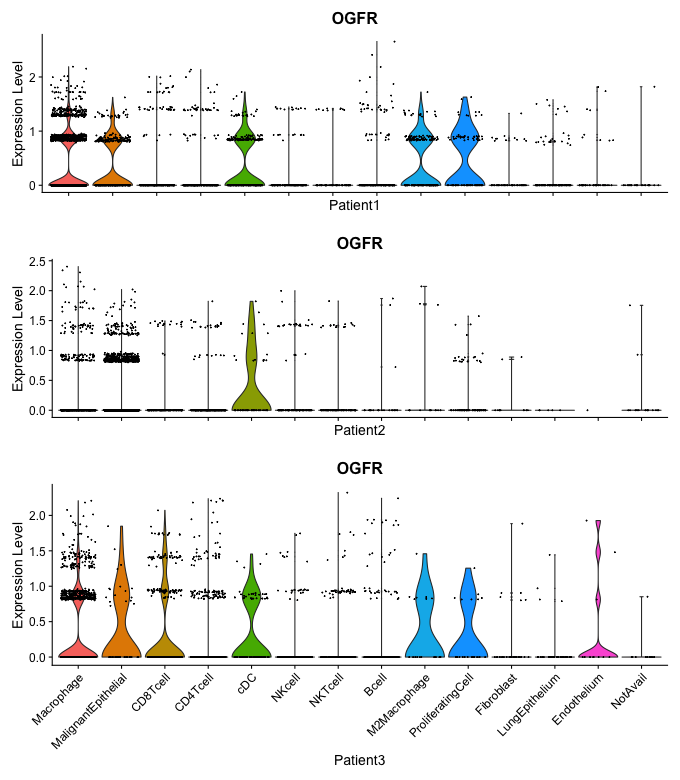 OGFR
Expression Level
2
1
0
Patient1
OGFR
Expression Level
2.5
2.0
1.5
1.0
0.5
0.0
Patient2
OGFR
Expression Level
2.0
1.5
1.0
0.5
0.0
Macrophage
MalignantEpithelial
CD8Tcell
CD4Tcell
cDC
NKcell
NKTcell
Bcell
M2Macrophage
ProliferatingCell
Fibroblast
LungEpithelium
Endothelium
NotAvail
Patient3